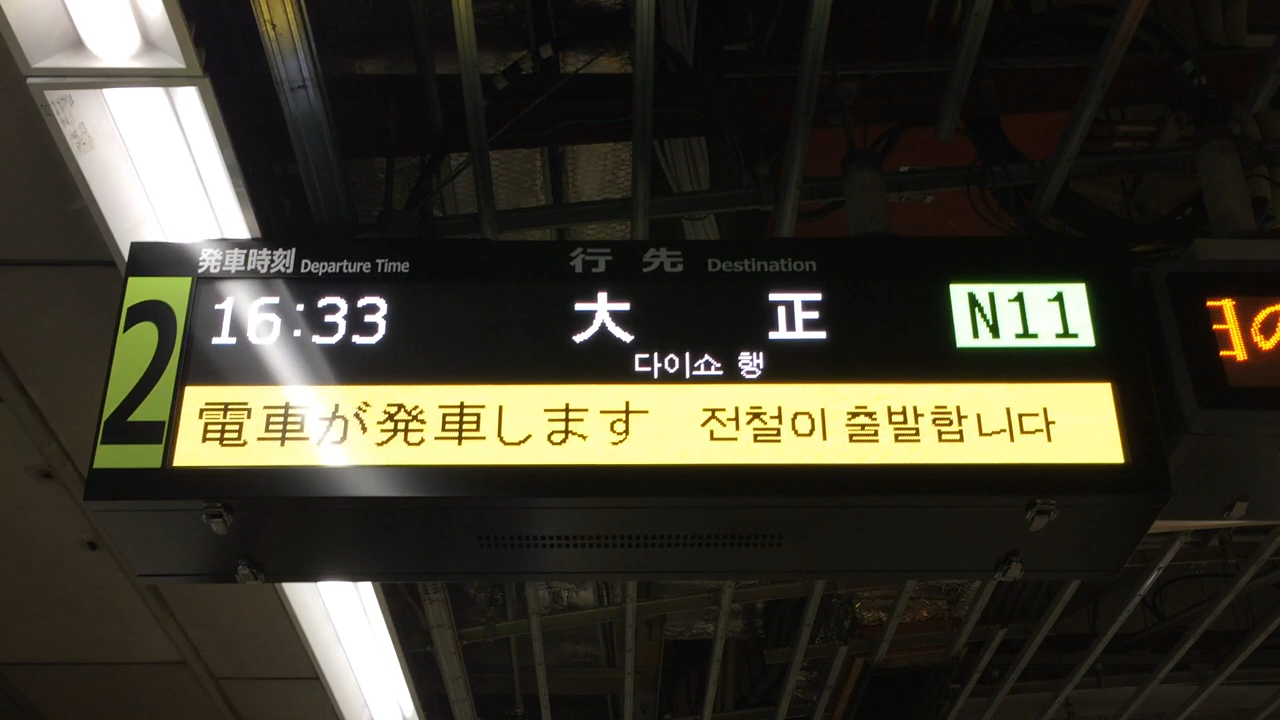 発車時刻 Departure Time 行先 Destination
2
16:33 大正 N11
다이쇼 행
電車が発車します 전철이 출발합니다